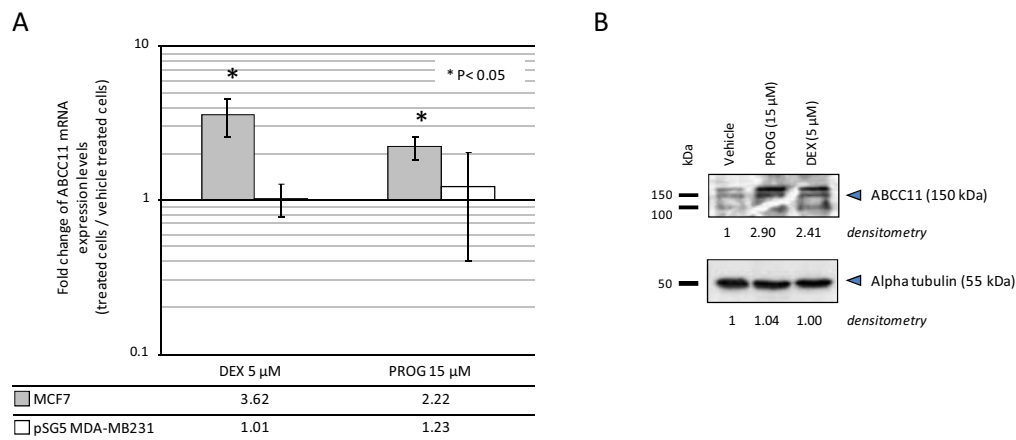 A
Fold change of ABCC11 mRNA
expression levels
(treated cells / vehicle treated cells)
10
1
0.1
*
*
* P< 0.05
DEX 5 µM
PROG 15 µM
MCF7
3.62
2.22
pSG5 MDA-MB231
1.01
1.23
B
kDa
Vehicle
PROG (15 µM)
DEX (5 µM)
150
100
ABCC11 (150 kDa)
1 2.90 2.41 densitometry
50
Alpha tubulin (55 kDa)
1 1.04 1.00 densitometry